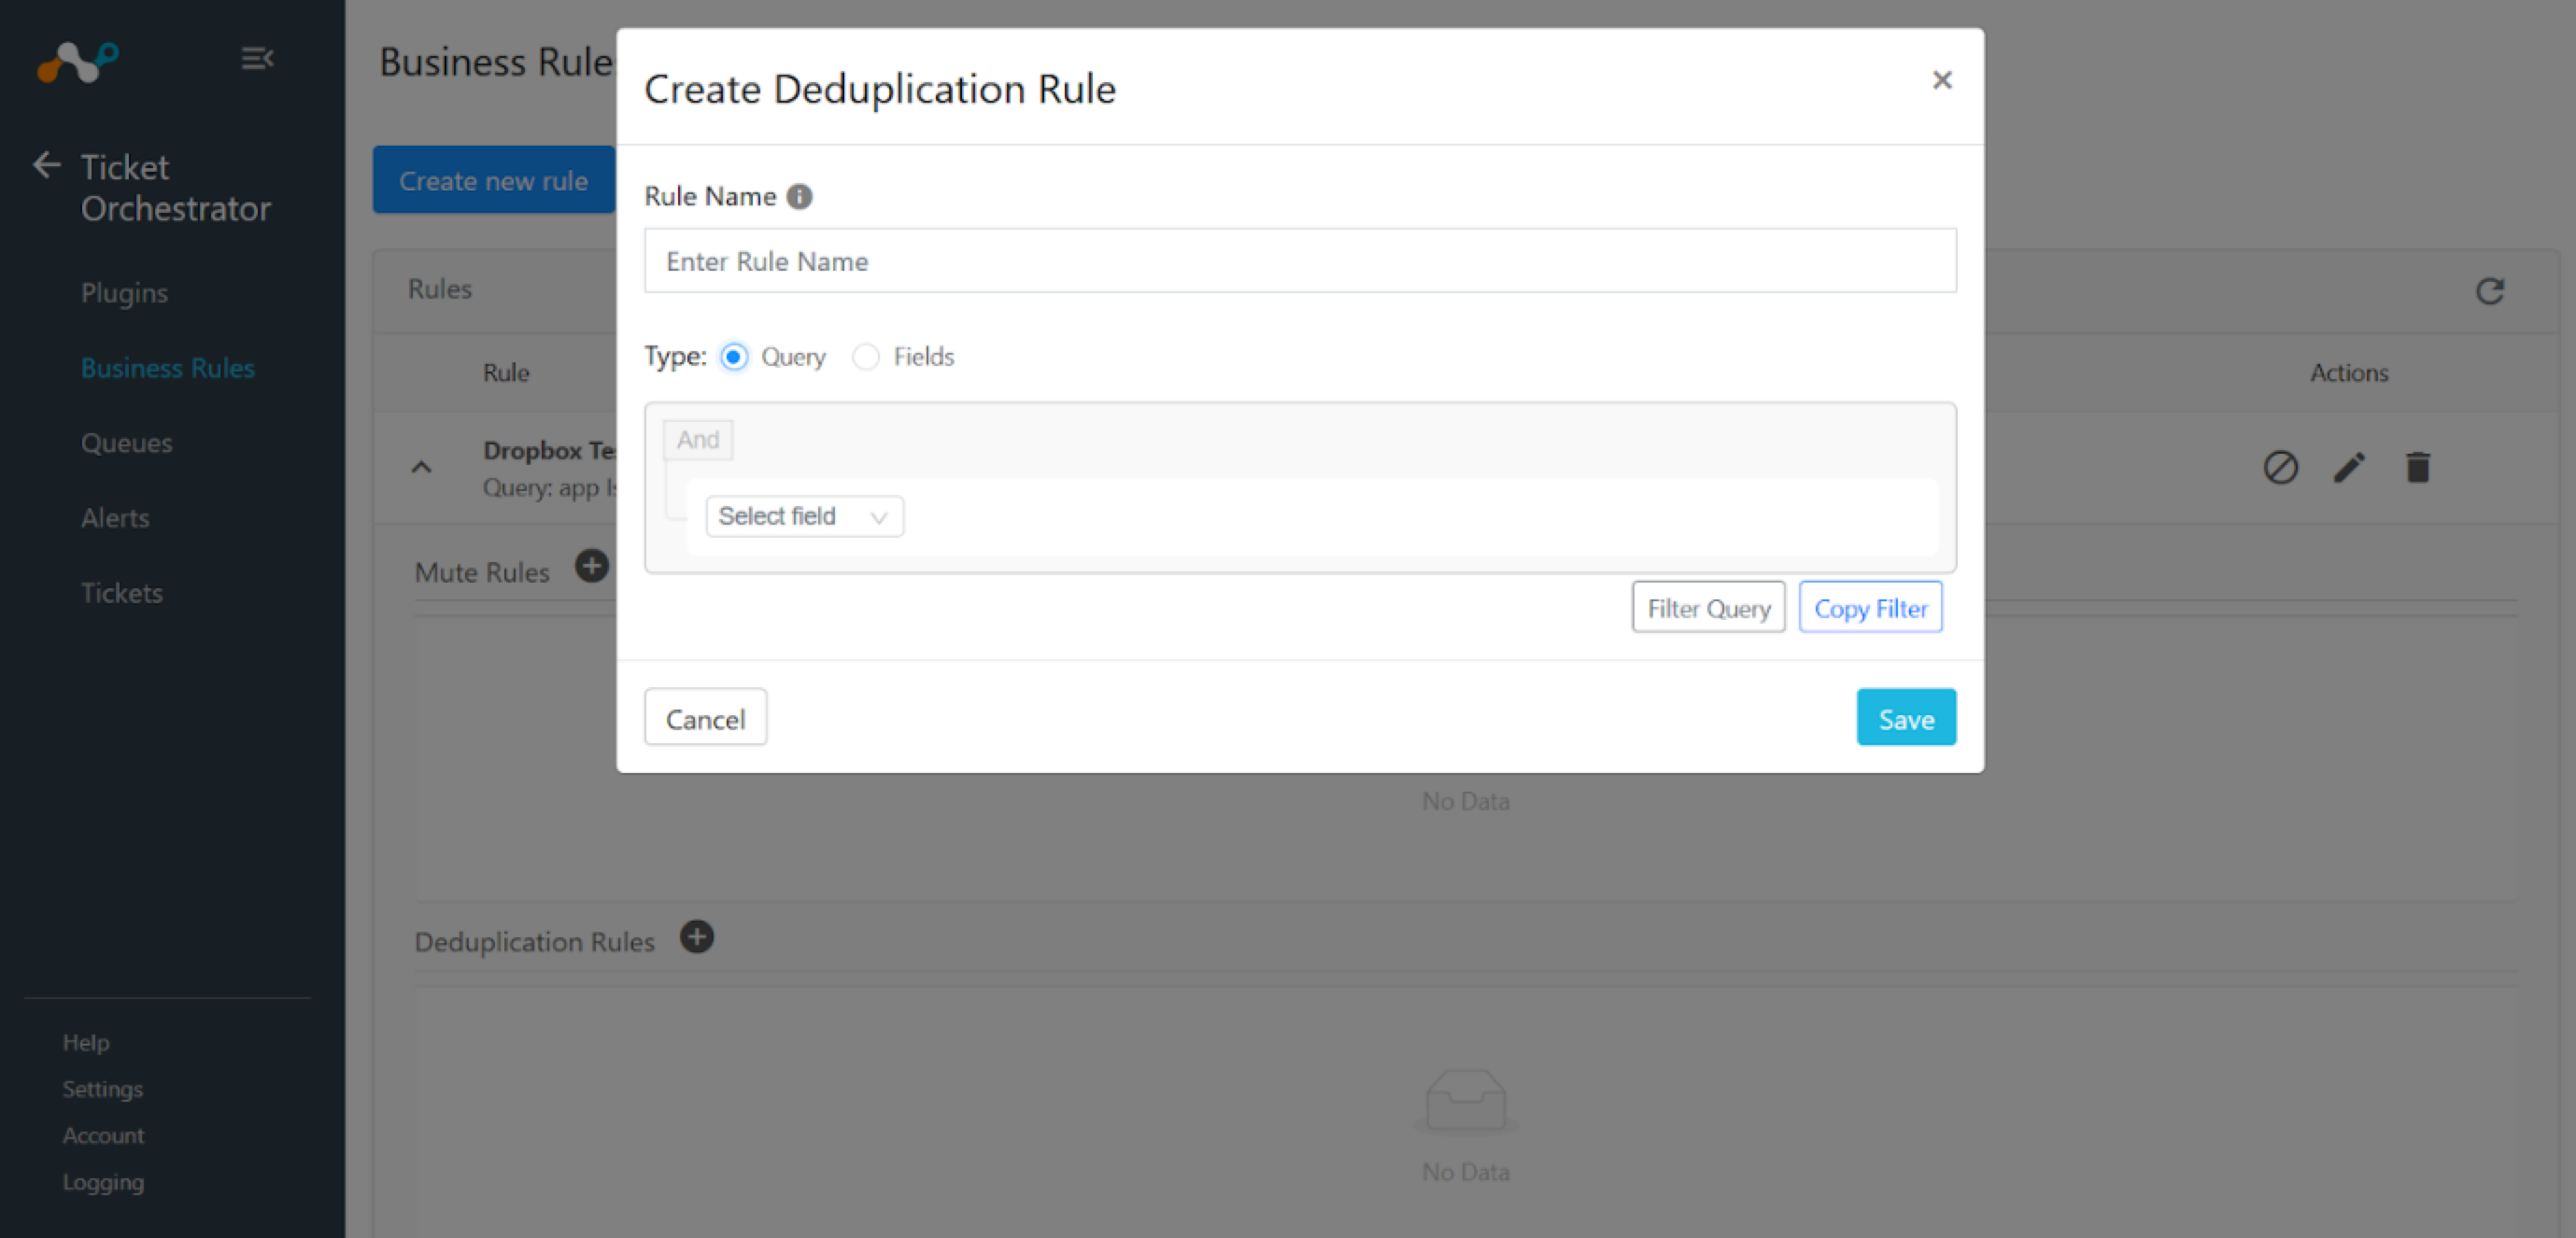 Ticket
Orchestrator
Plugins
Business Rules
Queues
Alerts
Tickets
Help
Settings
Account
Logging
Business Rule
Create new rule
Rules
Rule
Actions
Dropbox Te
Query: app Is
Mute Rules
No Data
Deduplication Rules
No Data
Create Deduplication Rule
Rule Name
Enter Rule Name
Type: Query Fields
And
Select field
Filter Query Copy Filter
Cancel Save